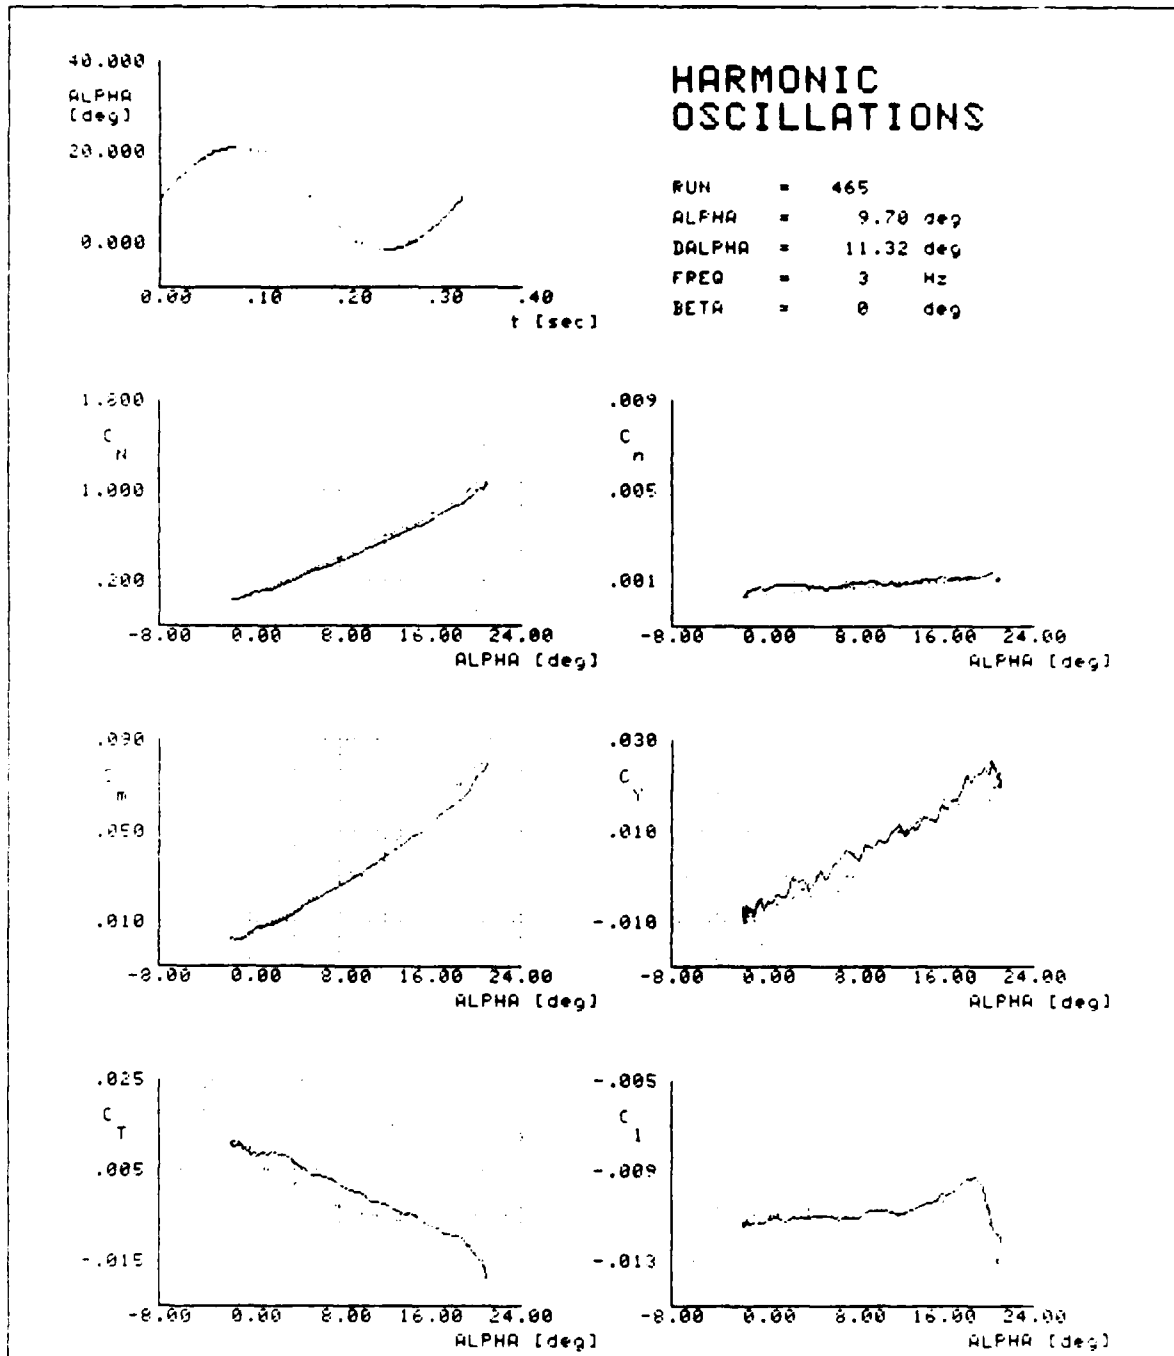 HARMONIC
OSCILLATIONS
RUN = 465
ALPHA = 9.70 deg
DALPHA = 11.32 deg
FREQ = 3 Hz
BETA = 0 deg
40.000
ALPHA
[deg]
20.000
0.000
0.00 .10 .20 .30 .40
t [sec]
1.800
C N
1.000
.200
-8.00 0.00 8.00 16.00 24.00
ALPHA [deg]
.009
C n
.005
.001
-8.00 0.00 8.00 16.00 24.00
ALPHA [deg]
.090
C m
.050
.010
-8.00 0.00 8.00 16.00 24.00
ALPHA [deg]
.030
C Y
.010
-.010
-8.00 0.00 8.00 16.00 24.00
ALPHA [deg]
.025
C T
.005
-.015
-8.00 0.00 8.00 16.00 24.00
ALPHA [deg]
-.005
C l
-.009
-.013
-8.00 0.00 8.00 16.00 24.00
ALPHA [deg]